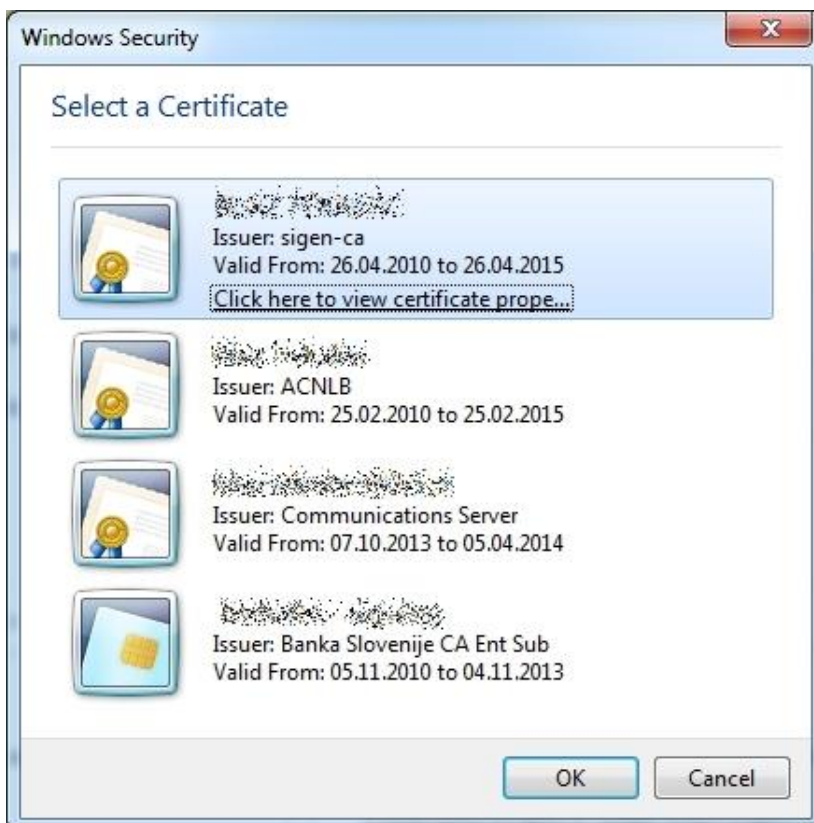 Windows Security
Select a Certificate
Issuer: sigen-ca
Valid From: 26.04.2010 to 26.04.2015
Click here to view certificate prope...
Issuer: ACNLB
Valid From: 25.02.2010 to 25.02.2015
Issuer: Communications Server
Valid From: 07.10.2013 to 05.04.2014
Issuer: Banka Slovenije CA Ent Sub
Valid From: 05.11.2010 to 04.11.2013
OK
Cancel